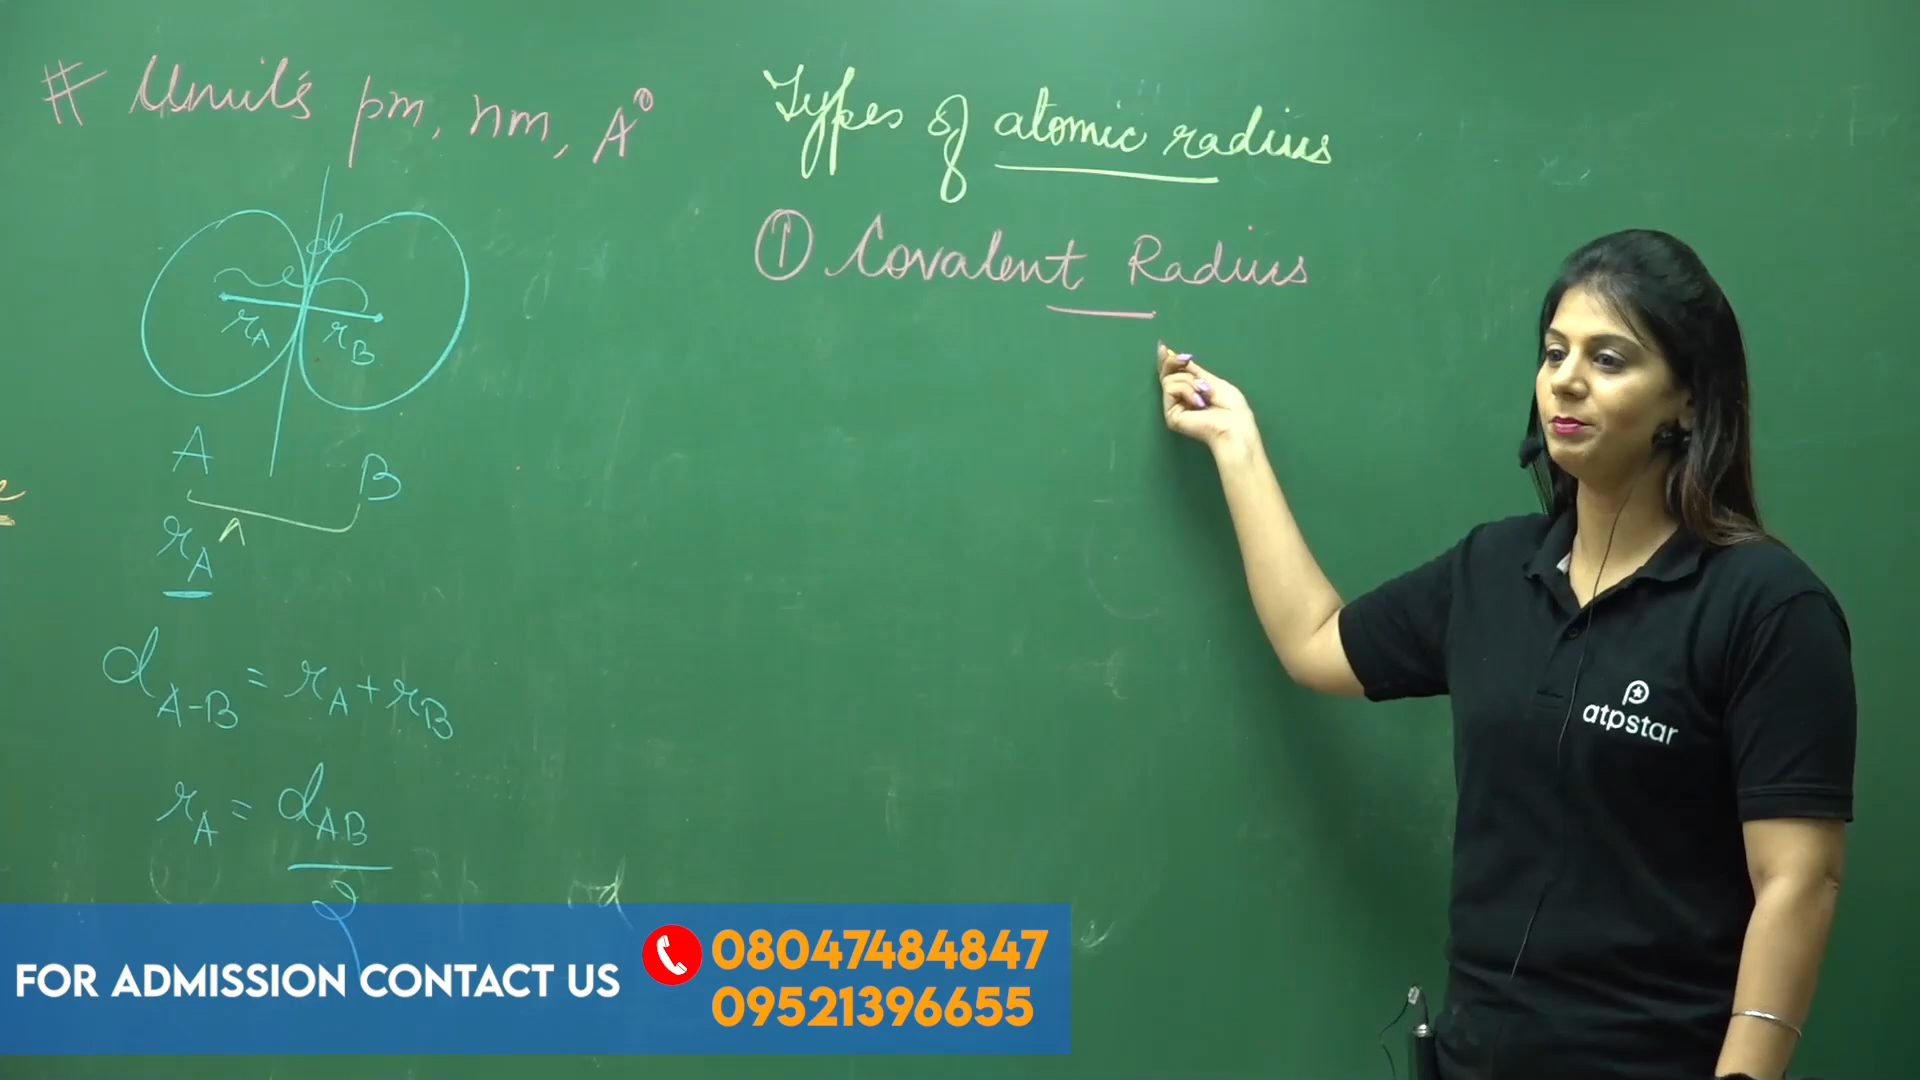 # Unit's pm, nm, A°
d
rA rB
A B
rA
dA-B = rA + rB
rA = dAB
2
Types of atomic radius
① Covalent Radius
atpstar
FOR ADMISSION CONTACT US
08047484847
09521396655